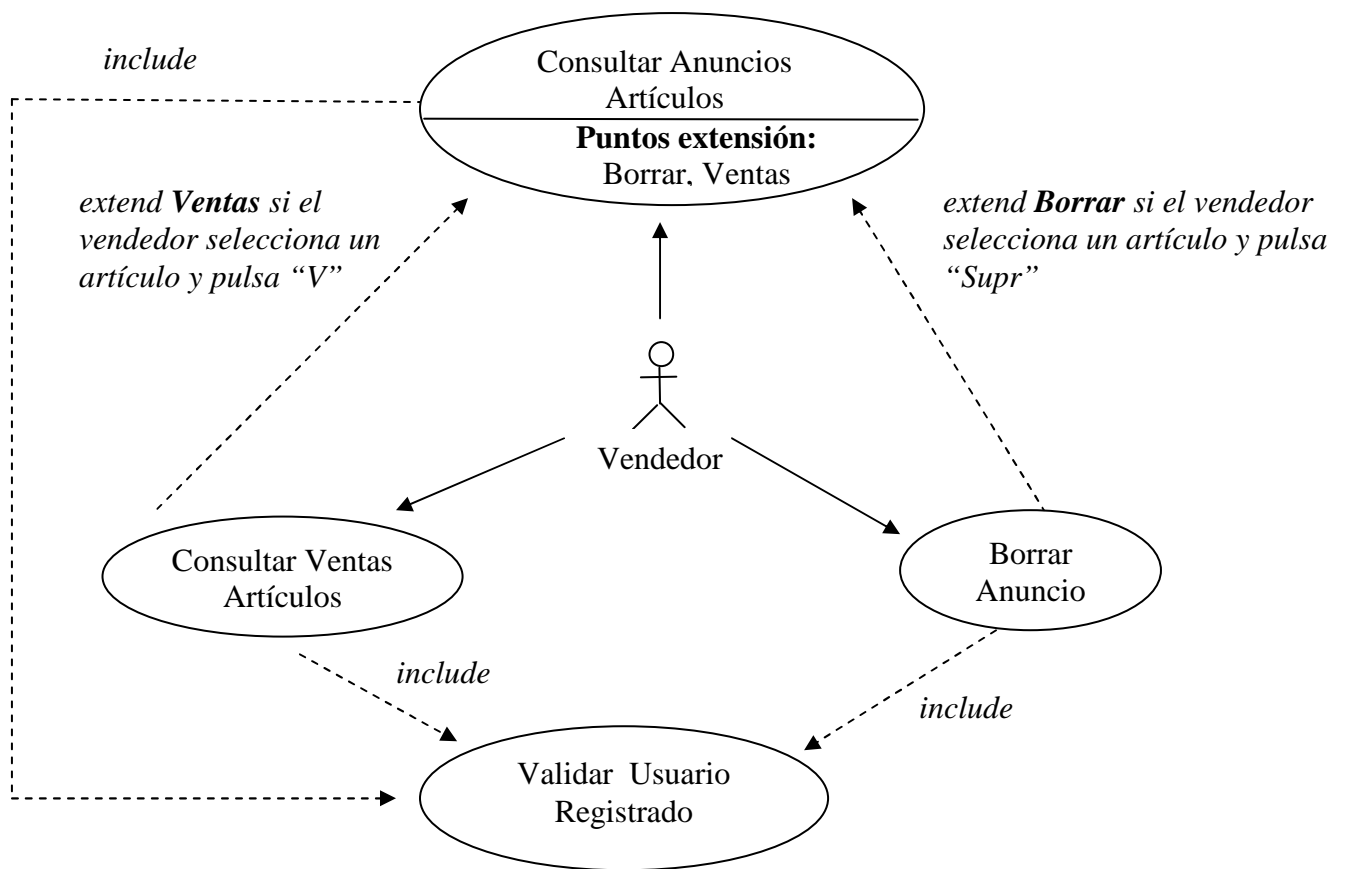 include
Consultar Anuncios
Artículos
Puntos extensión:
Borrar, Ventas
extend Ventas si el
vendedor selecciona un
artículo y pulsa “V”
extend Borrar si el vendedor
selecciona un artículo y pulsa
“Supr”
Vendedor
Consultar Ventas
Artículos
Borrar
Anuncio
include
include
Validar Usuario
Registrado